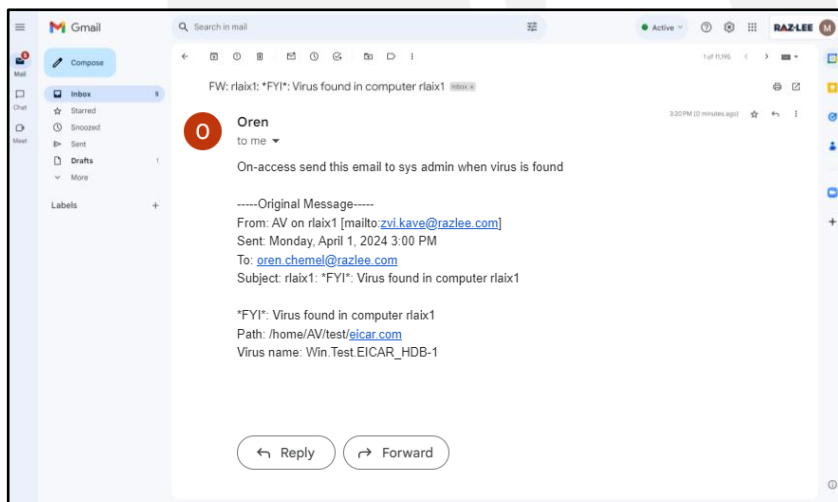 Gmail
Search in mail
Active
RAZ-LEE
M
Mail
Chat
Meet
Compose
Inbox
Starred
Snoozed
Sent
Drafts
1
More
Labels
+
FW: rlaix1: *FYI*: Virus found in computer rlaix1 Inbox x
3:20 PM (0 minutes ago)
O
Oren
to me
On-access send this email to sys admin when virus is found
-----Original Message-----
From: AV on rlaix1 [mailto:zvi.kave@razlee.com]
Sent: Monday, April 1, 2024 3:00 PM
To: oren.chemel@razlee.com
Subject: rlaix1: *FYI*: Virus found in computer rlaix1
*FYI*: Virus found in computer rlaix1
Path: /home/AV/test/eicar.com
Virus name: Win.Test.EICAR_HDB-1
Reply
Forward